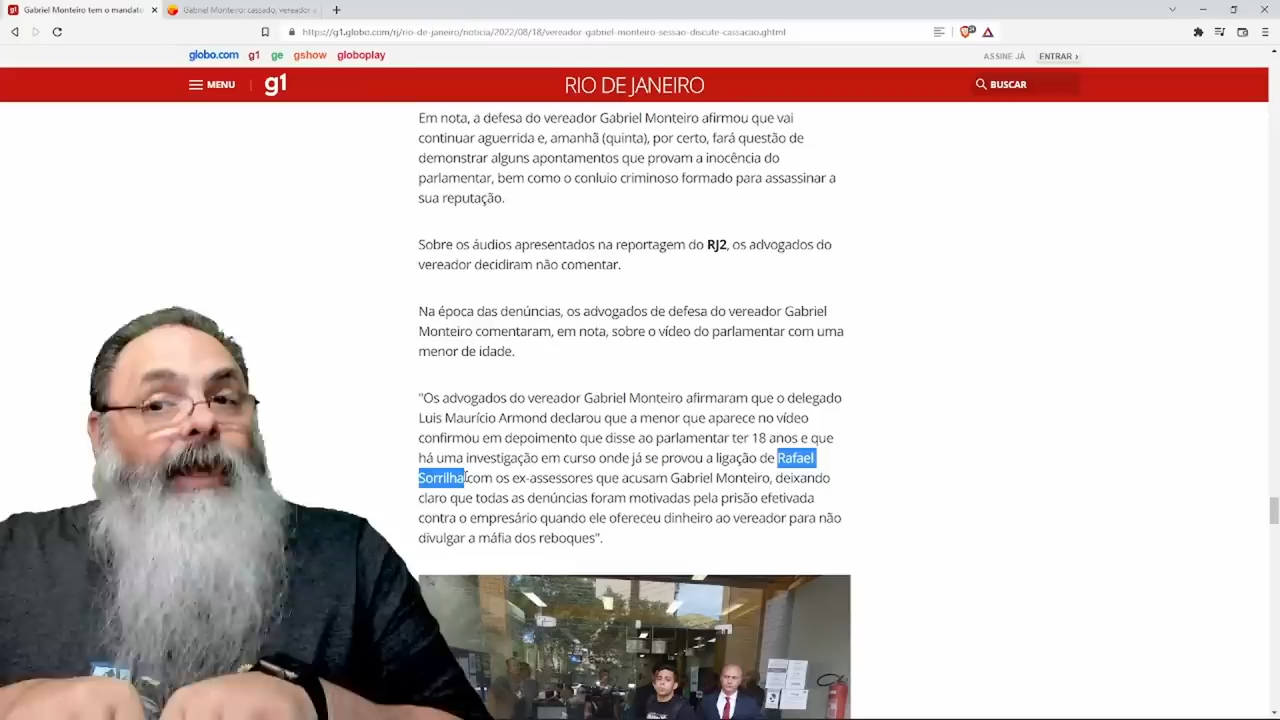 Gabriel Monteiro tem o mandato
Gabriel Monteiro: cassado, vereador a
https://g1.globo.com/rj/rio-de-janeiro/noticia/2022/08/18/vereador-gabriel-monteiro-sessao-discute-cassacao.ghtml
globo.com g1 ge gshow globoplay
ASSINE JÁ ENTRAR ›
MENU g1 RIO DE JANEIRO BUSCAR
Em nota, a defesa do vereador Gabriel Monteiro afirmou que vai
continuar aguerrida e, amanhã (quinta), por certo, fará questão de
demonstrar alguns apontamentos que provam a inocência do
parlamentar, bem como o conluio criminoso formado para assassinar a
sua reputação.
Sobre os áudios apresentados na reportagem do RJ2, os advogados do
vereador decidiram não comentar.
Na época das denúncias, os advogados de defesa do vereador Gabriel
Monteiro comentaram, em nota, sobre o vídeo do parlamentar com uma
menor de idade.
"Os advogados do vereador Gabriel Monteiro afirmaram que o delegado
Luis Maurício Armond declarou que a menor que aparece no vídeo
confirmou em depoimento que disse ao parlamentar ter 18 anos e que
há uma investigação em curso onde já se provou a ligação de Rafael
Sorrilha com os ex-assessores que acusam Gabriel Monteiro, deixando
claro que todas as denúncias foram motivadas pela prisão efetivada
contra o empresário quando ele ofereceu dinheiro ao vereador para não
divulgar a máfia dos reboques".